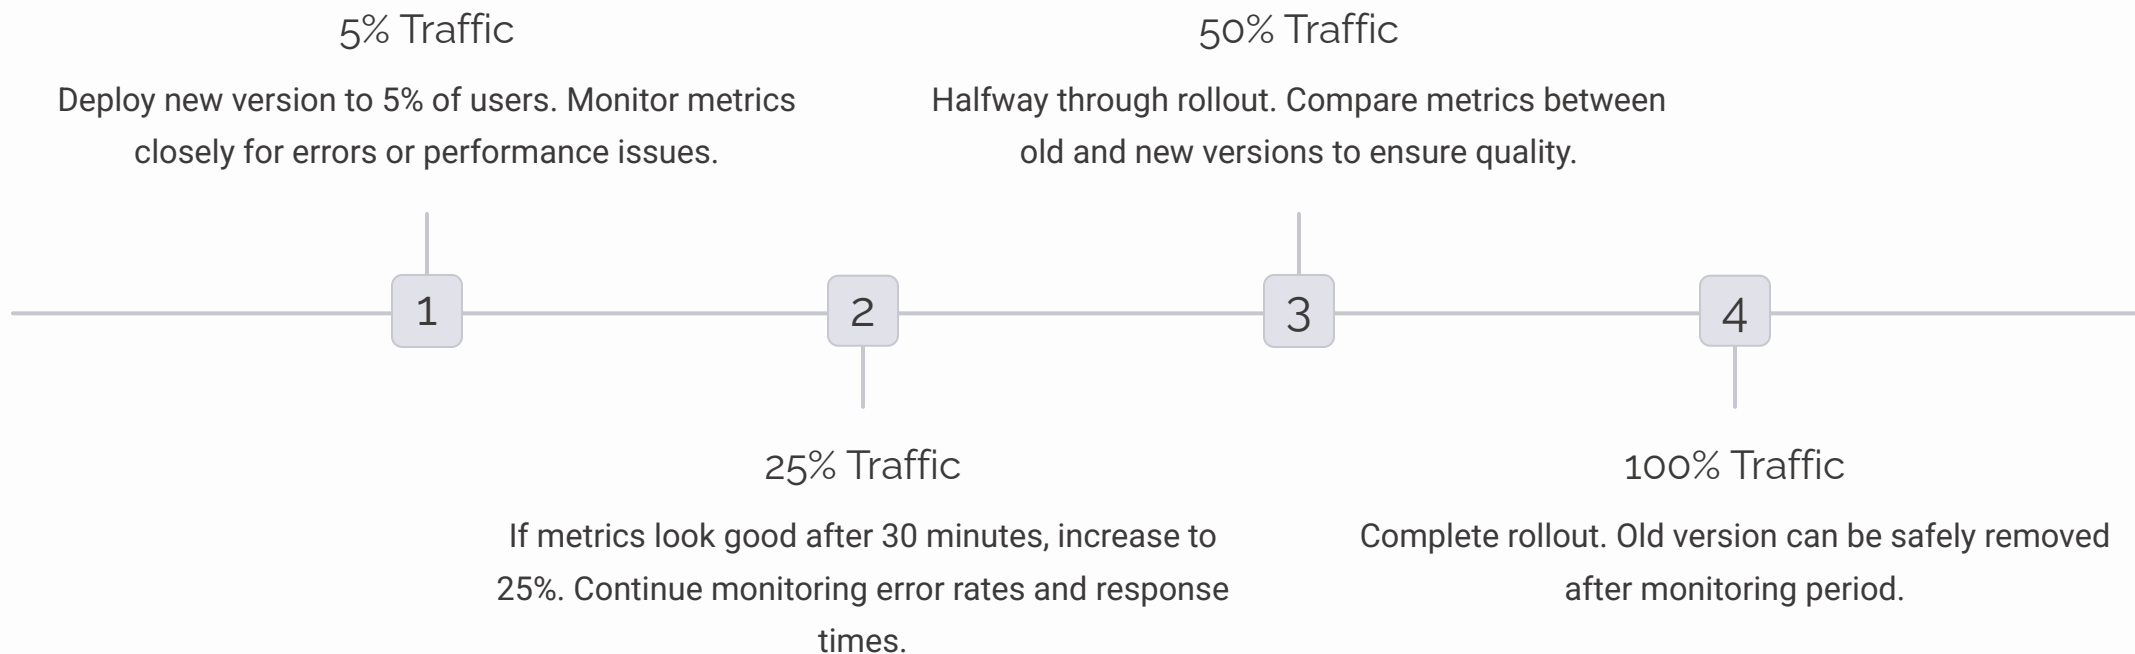 5% Traffic
Deploy new version to 5% of users. Monitor metrics
closely for errors or performance issues.
50% Traffic
Halfway through rollout. Compare metrics between
old and new versions to ensure quality.
1
2
3
4
25% Traffic
If metrics look good after 30 minutes, increase to
25%. Continue monitoring error rates and response
times.
100% Traffic
Complete rollout. Old version can be safely removed
after monitoring period.